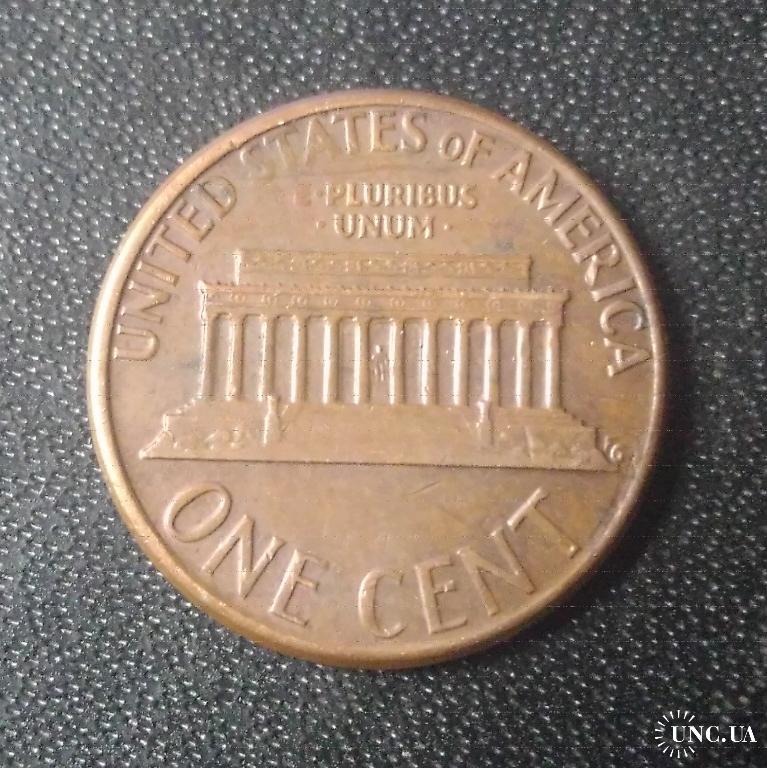 UNITED STATES OF AMERICA
E·PLURIBUS
·UNUM·
ONE CENT
UNC.UA